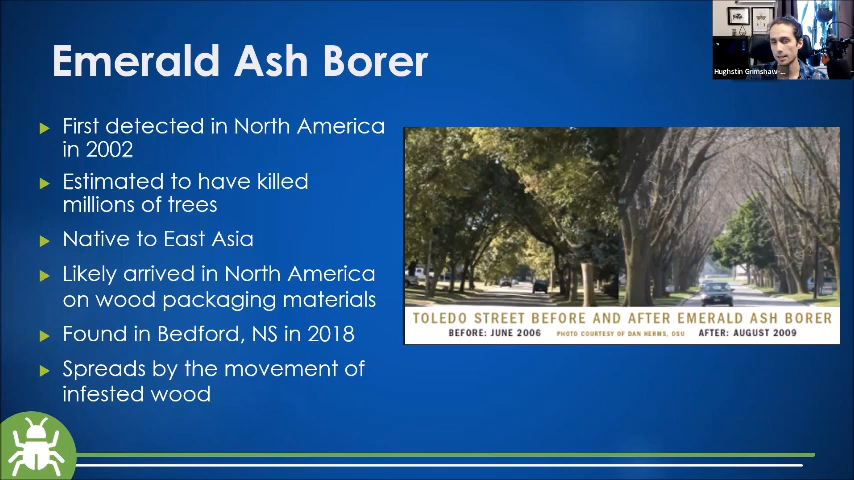 Emerald Ash Borer
Hughstin Grimshaw-...
First detected in North America
in 2002
Estimated to have killed
millions of trees
Native to East Asia
Likely arrived in North America
on wood packaging materials
Found in Bedford, NS in 2018
Spreads by the movement of
infested wood
TOLEDO STREET BEFORE AND AFTER EMERALD ASH BORER
BEFORE: JUNE 2006 PHOTO COURTESY OF DAN HERMS, OSU AFTER: AUGUST 2009